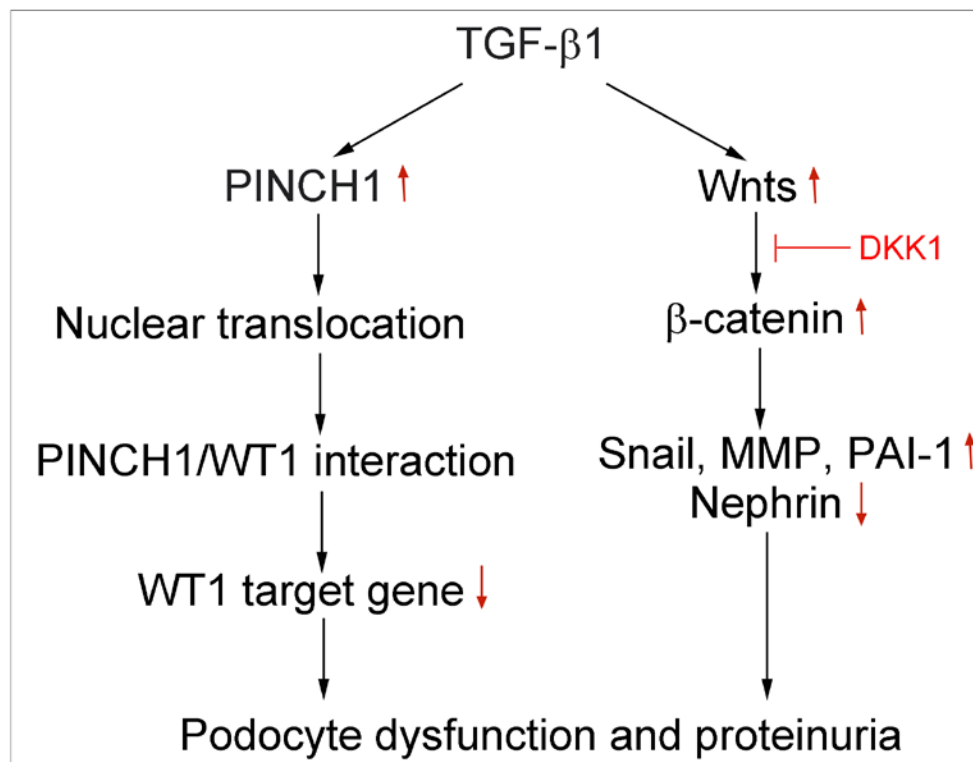 TGF-β1
PINCH1 ↑
Wnts ↑
DKK1
Nuclear translocation
β-catenin ↑
PINCH1/WT1 interaction
Snail, MMP, PAI-1 ↑
Nephrin ↓
WT1 target gene ↓
Podocyte dysfunction and proteinuria